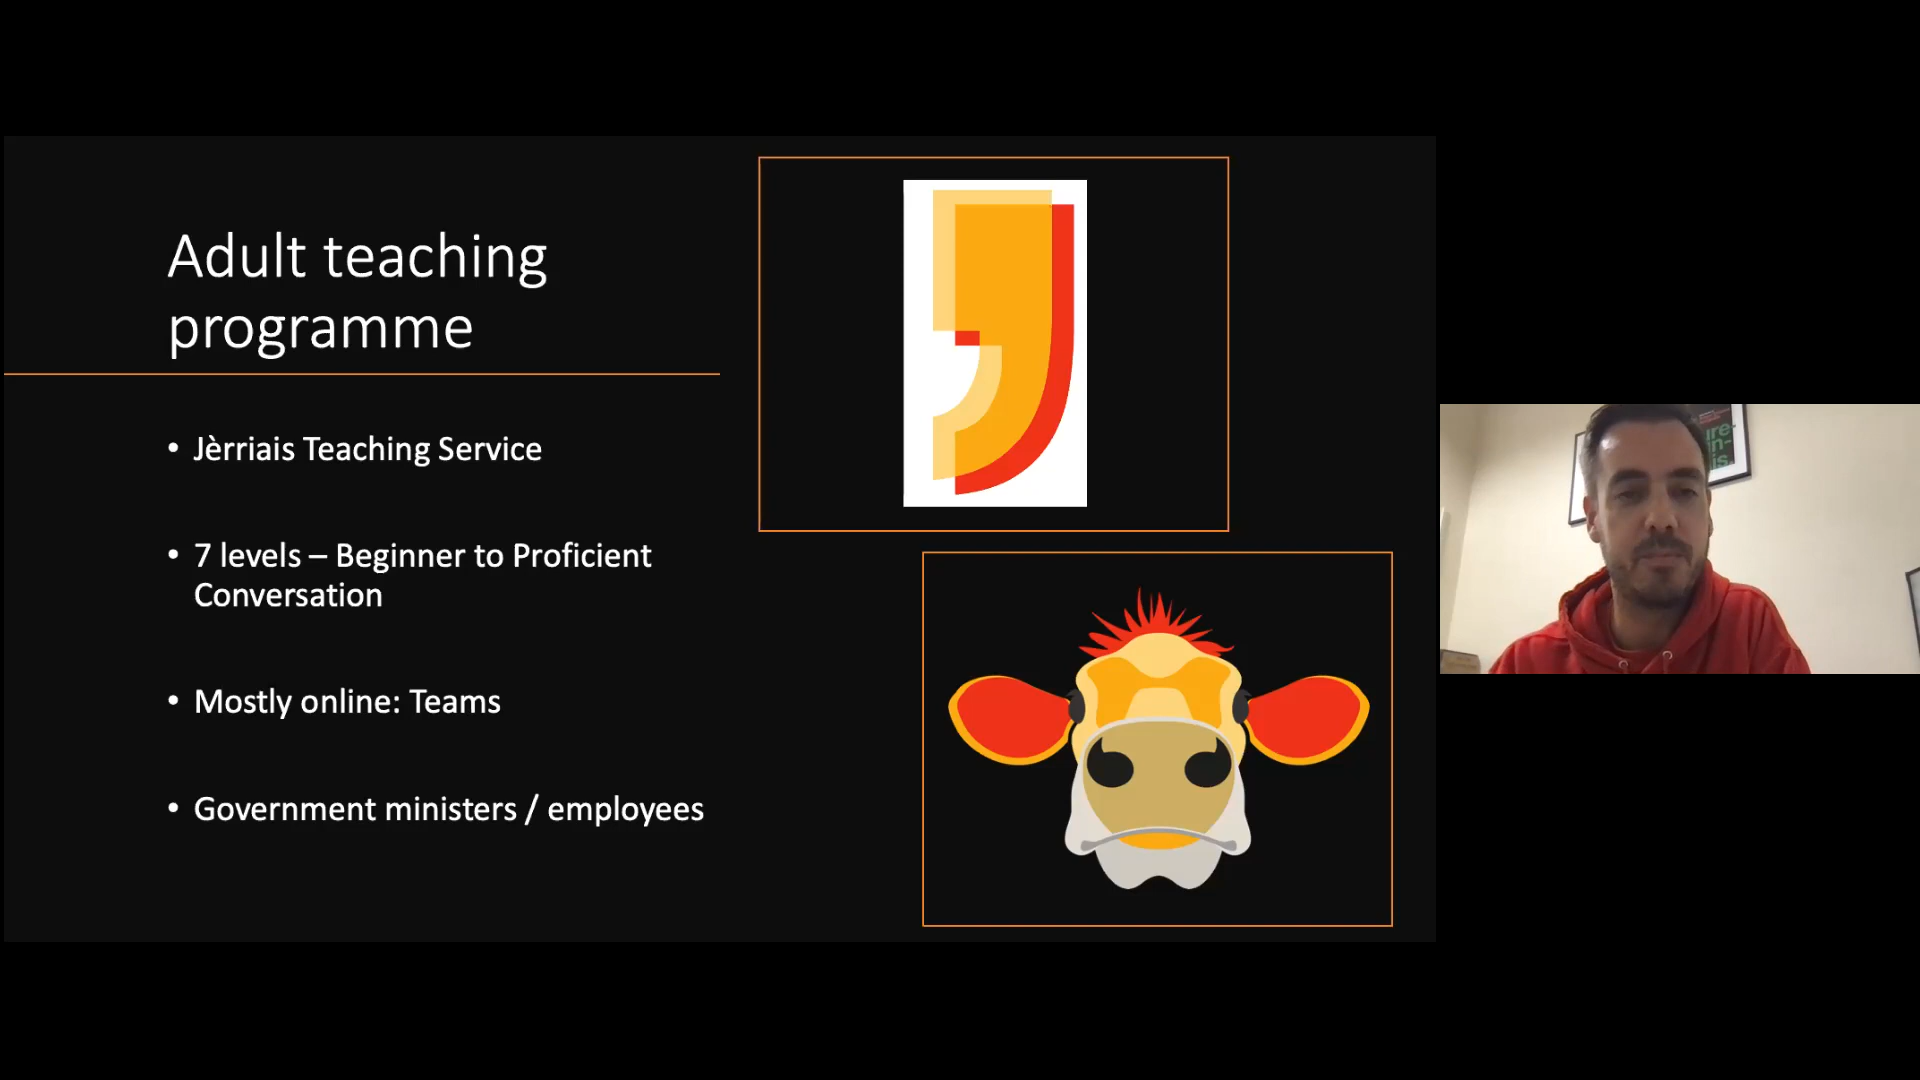 Adult teaching
programme
• Jèrriais Teaching Service
• 7 levels – Beginner to Proficient
Conversation
• Mostly online: Teams
• Government ministers / employees